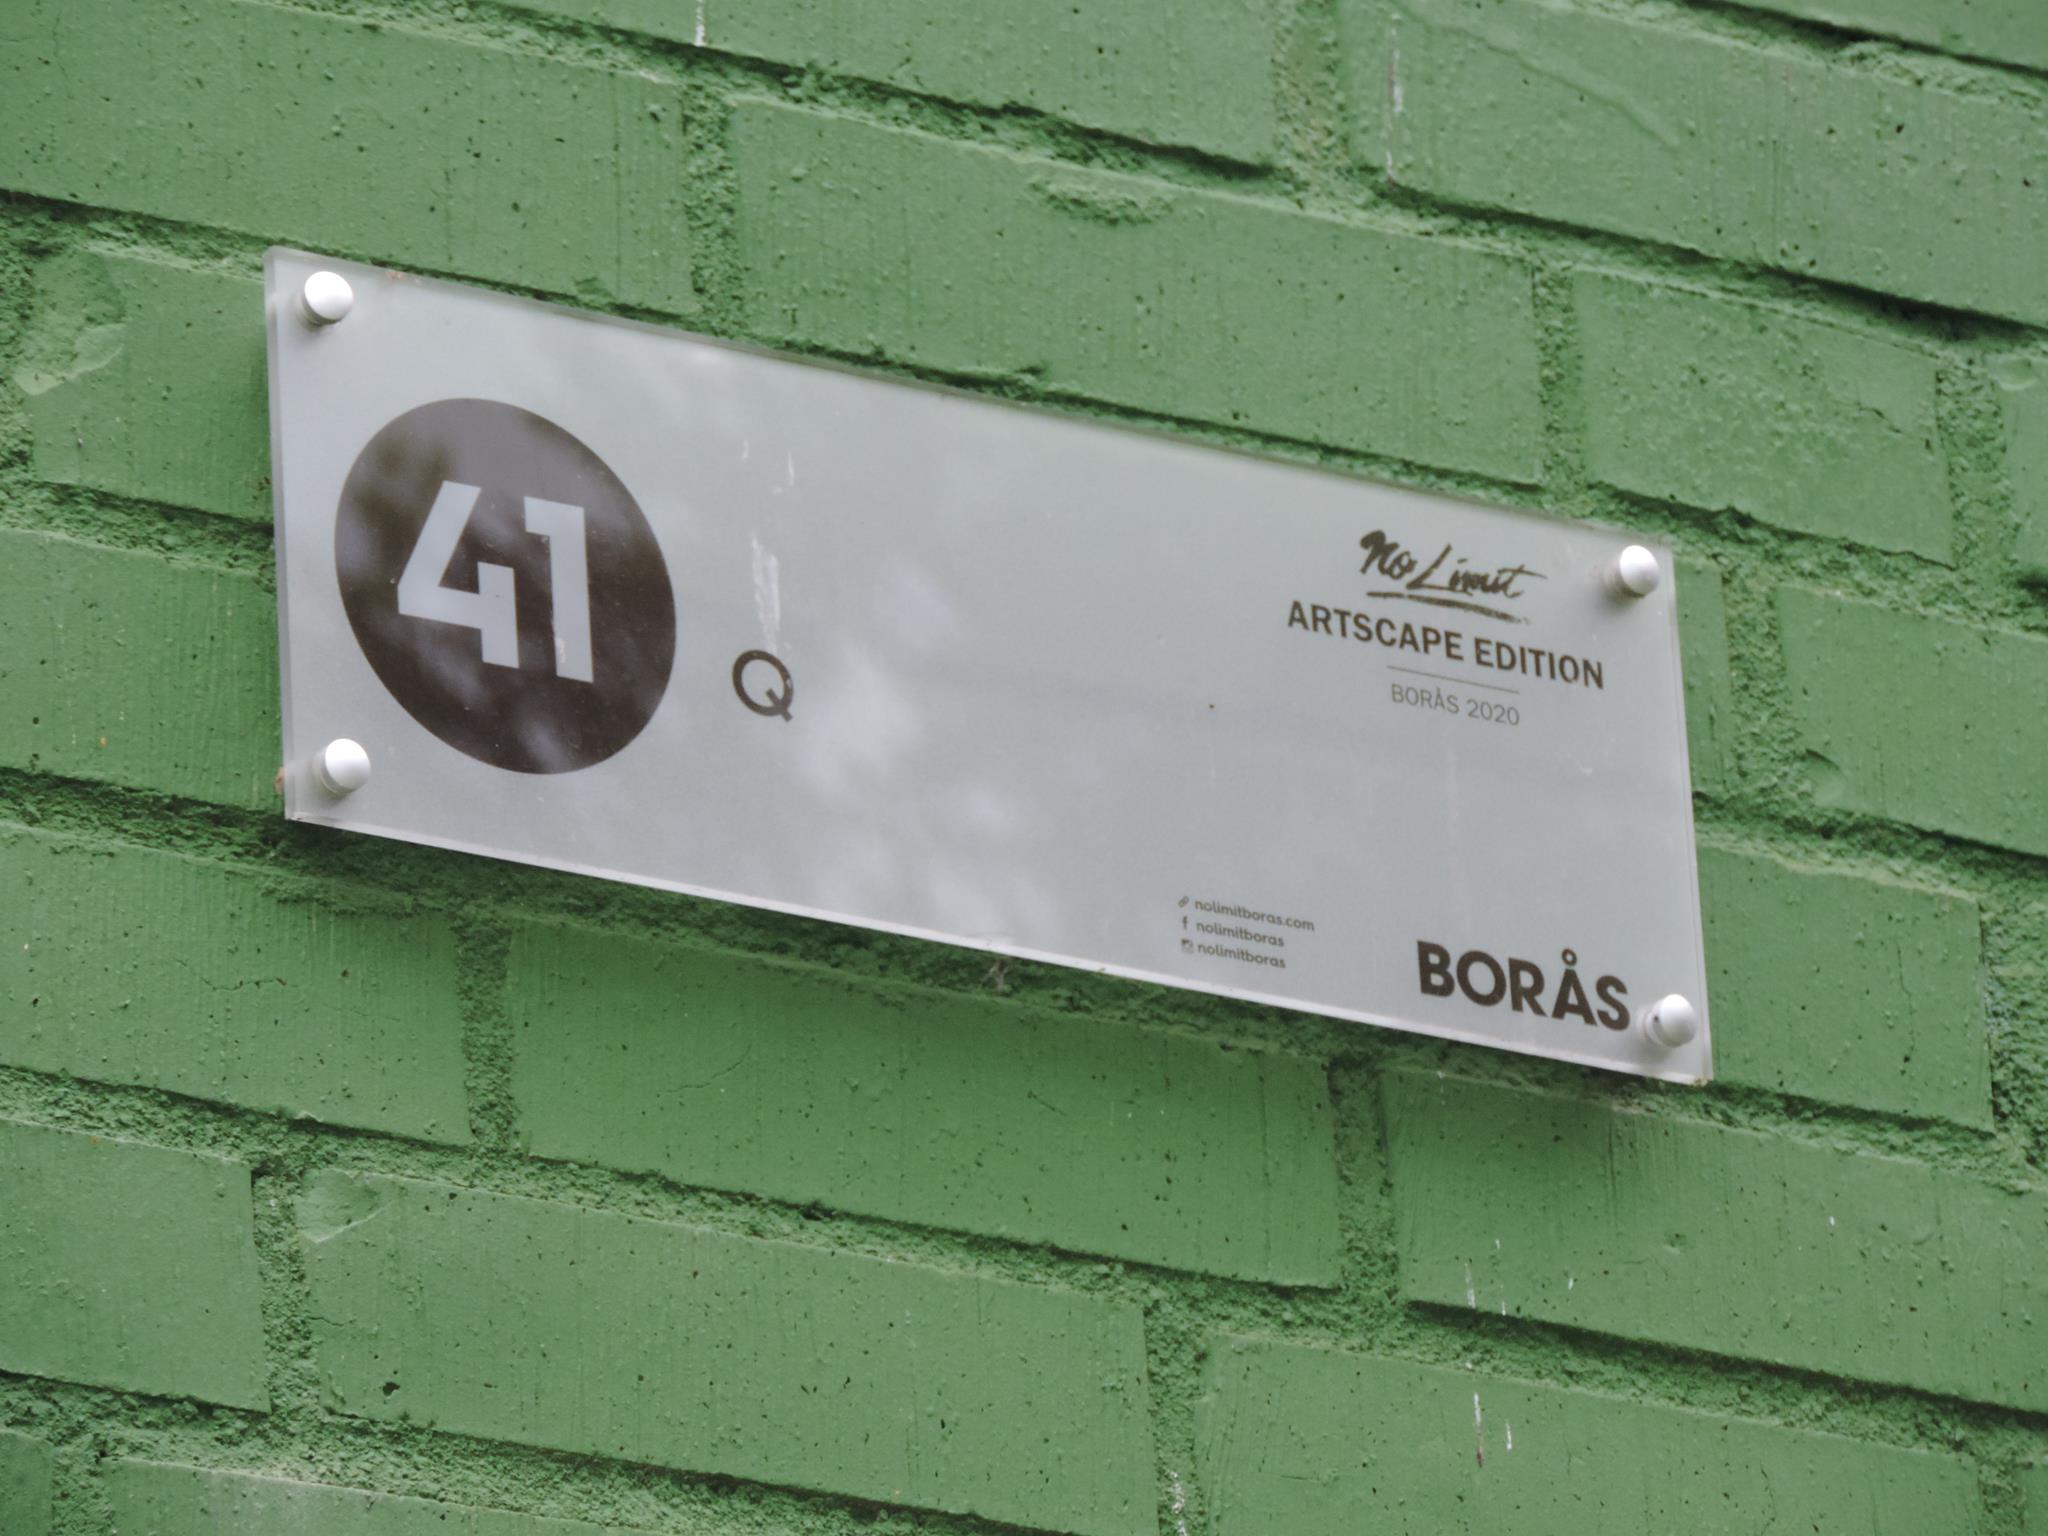 41
Q
No Limit
ARTSCAPE EDITION
BORÅS 2020
nolimitboras.com
nolimitboras
nolimitboras
BORÅS